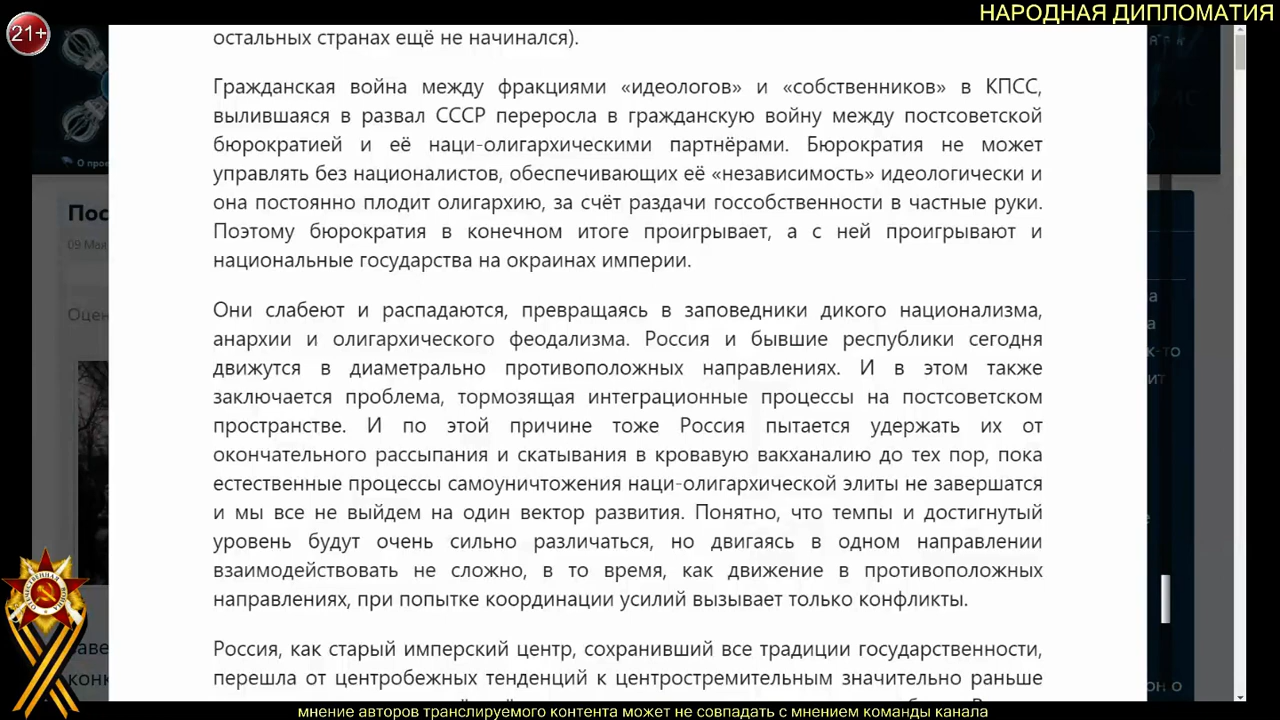 НАРОДНАЯ ДИПЛОМАТИЯ
21+
остальных странах ещё не начинался).
Гражданская война между фракциями «идеологов» и «собственников» в КПСС,
вылившаяся в развал СССР переросла в гражданскую войну между постсоветской
бюрократией и её наци-олигархическими партнёрами. Бюрократия не может
управлять без националистов, обеспечивающих её «независимость» идеологически и
она постоянно плодит олигархию, за счёт раздачи госсобственности в частные руки.
Поэтому бюрократия в конечном итоге проигрывает, а с ней проигрывают и
национальные государства на окраинах империи.
Они слабеют и распадаются, превращаясь в заповедники дикого национализма,
анархии и олигархического феодализма. Россия и бывшие республики сегодня
движутся в диаметрально противоположных направлениях. И в этом также
заключается проблема, тормозящая интеграционные процессы на постсоветском
пространстве. И по этой причине тоже Россия пытается удержать их от
окончательного рассыпания и скатывания в кровавую вакханалию до тех пор, пока
естественные процессы самоуничтожения наци-олигархической элиты не завершатся
и мы все не выйдем на один вектор развития. Понятно, что темпы и достигнутый
уровень будут очень сильно различаться, но двигаясь в одном направлении
взаимодействовать не сложно, в то время, как движение в противоположных
направлениях, при попытке координации усилий вызывает только конфликты.
Россия, как старый имперский центр, сохранивший все традиции государственности,
перешла от центробежных тенденций к центростремительным значительно раньше
О прое
Пос
09 Мая
Оцен
мнение авторов транслируемого контента может не совпадать с мнением команды канала